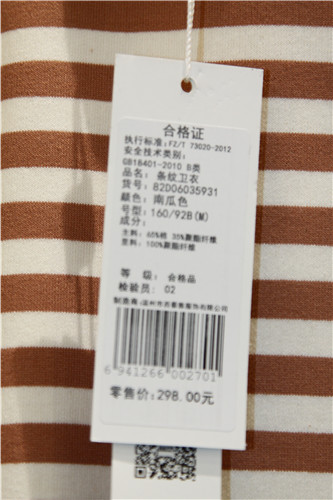 合格证
执行标准:FZ/T 73020-2012
安全技术类别:
GB18401-2010 B类
品名: 条纹卫衣
货号: 82D06035931
颜色: 南瓜色
号型: 160/92B(M)
成分:
主料: 65%棉 35%聚酯纤维
里料: 100%聚酯纤维
等 级: 合格品
检验员: 02
6 941266 002701
零售价:298.00元